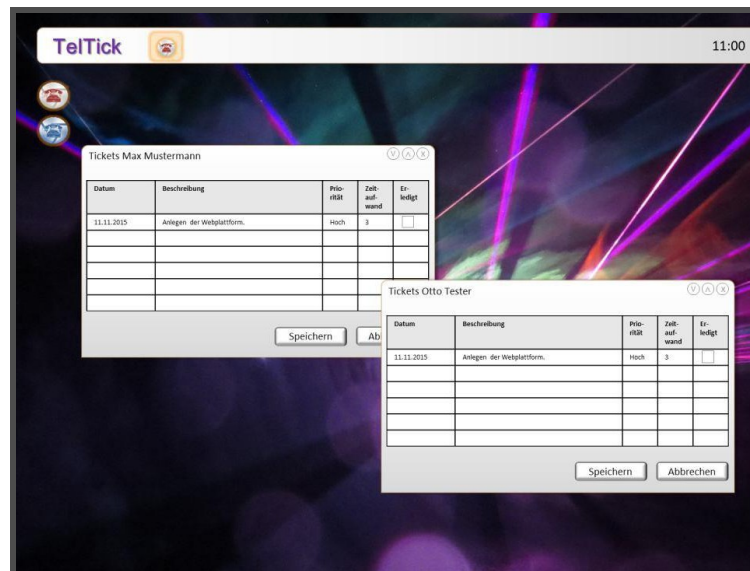 TelTick
11:00
Tickets Max Mustermann
V Λ X
Datum Beschreibung Prio-rität Zeit-auf-wand Er-ledigt
11.11.2015 Anlegen der Webplattform. Hoch 3
Speichern Ab
Tickets Otto Tester
V Λ X
Datum Beschreibung Prio-rität Zeit-auf-wand Er-ledigt
11.11.2015 Anlegen der Webplattform. Hoch 3
Speichern Abbrechen